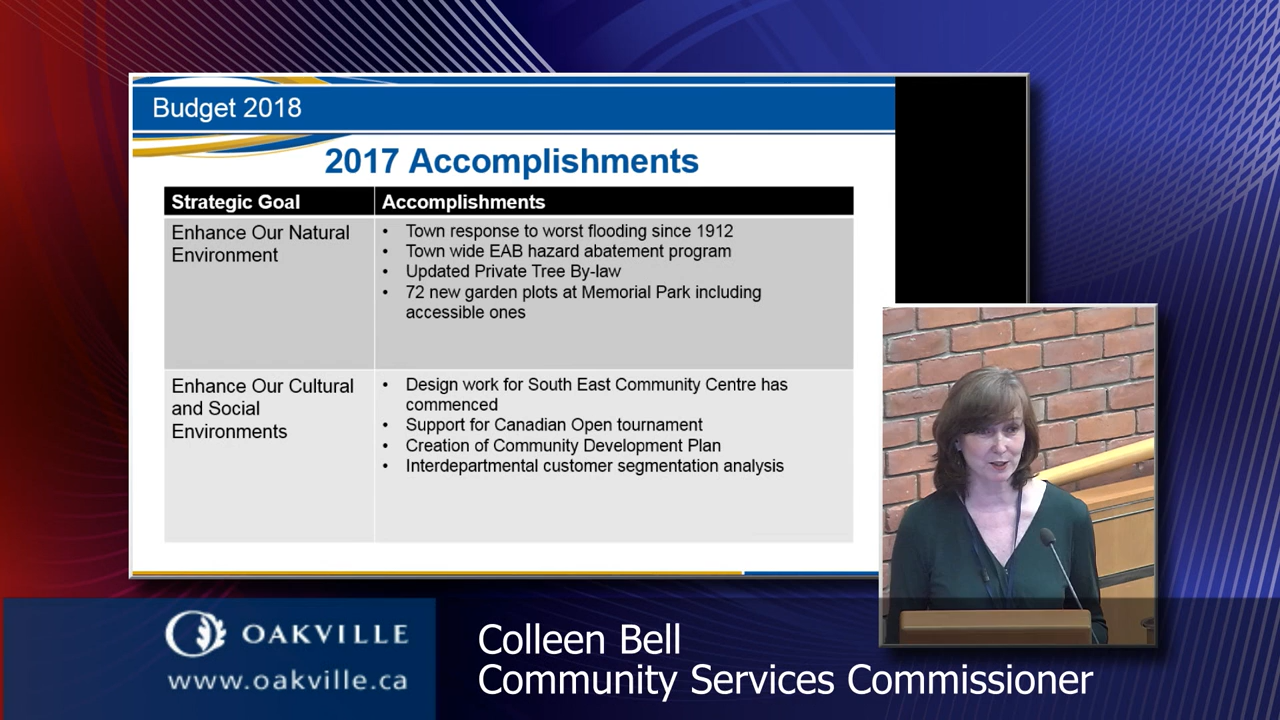 Budget 2018
2017 Accomplishments
Strategic Goal
Accomplishments
Enhance Our Natural
Environment
• Town response to worst flooding since 1912
• Town wide EAB hazard abatement program
• Updated Private Tree By-law
• 72 new garden plots at Memorial Park including
accessible ones
Enhance Our Cultural
and Social
Environments
• Design work for South East Community Centre has
commenced
• Support for Canadian Open tournament
• Creation of Community Development Plan
• Interdepartmental customer segmentation analysis
OAKVILLE
www.oakville.ca
Colleen Bell
Community Services Commissioner